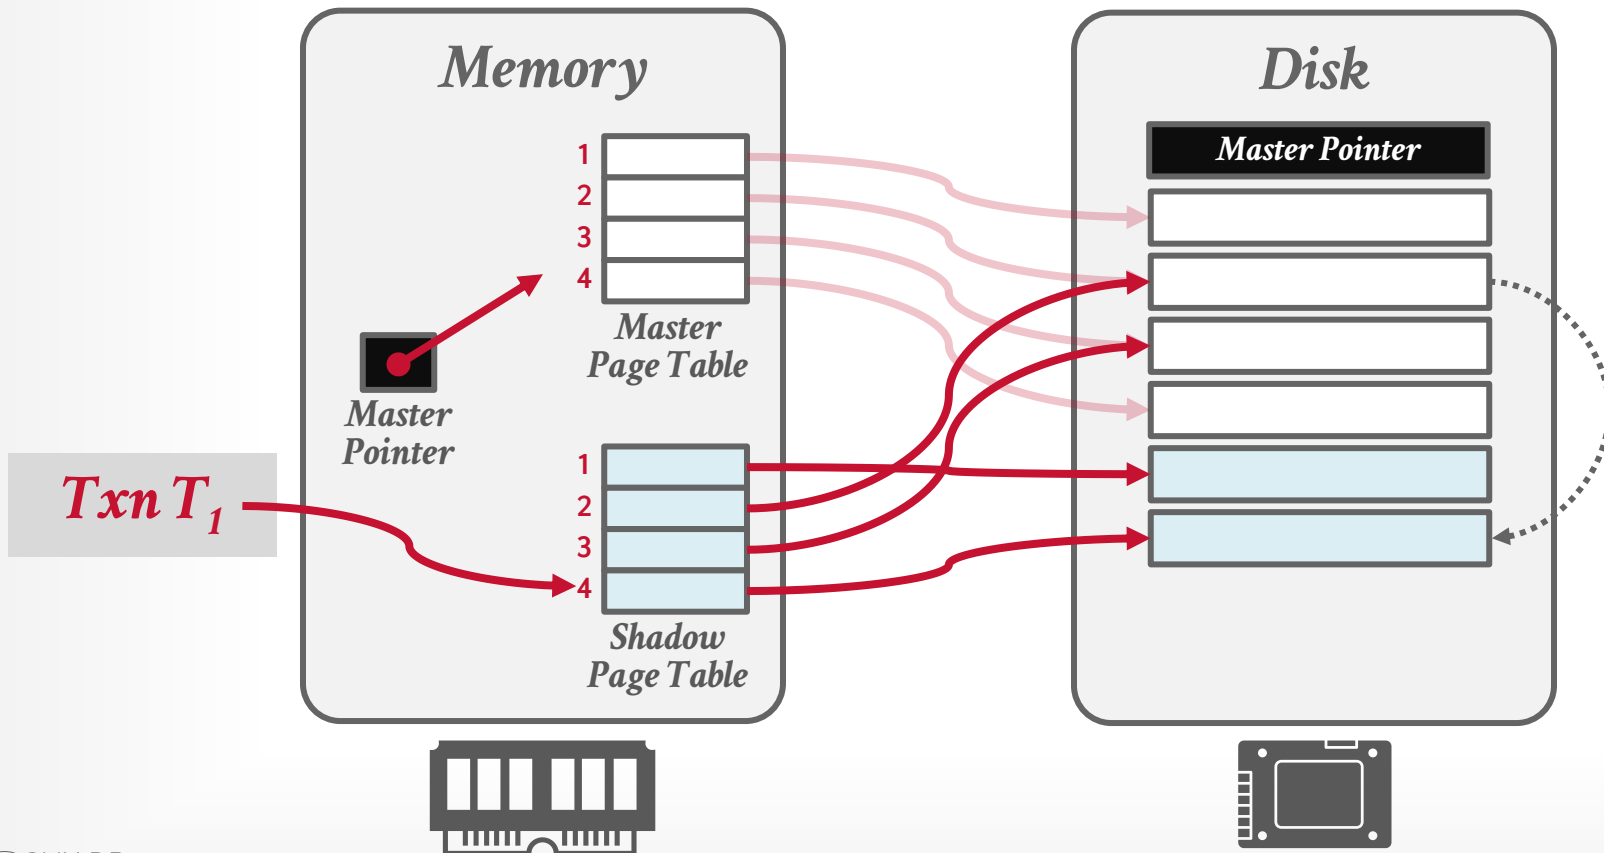 Memory
Disk
Master Pointer
1
2
3
4
Master
Page Table
Master
Pointer
Txn T1
1
2
3
4
Shadow
Page Table